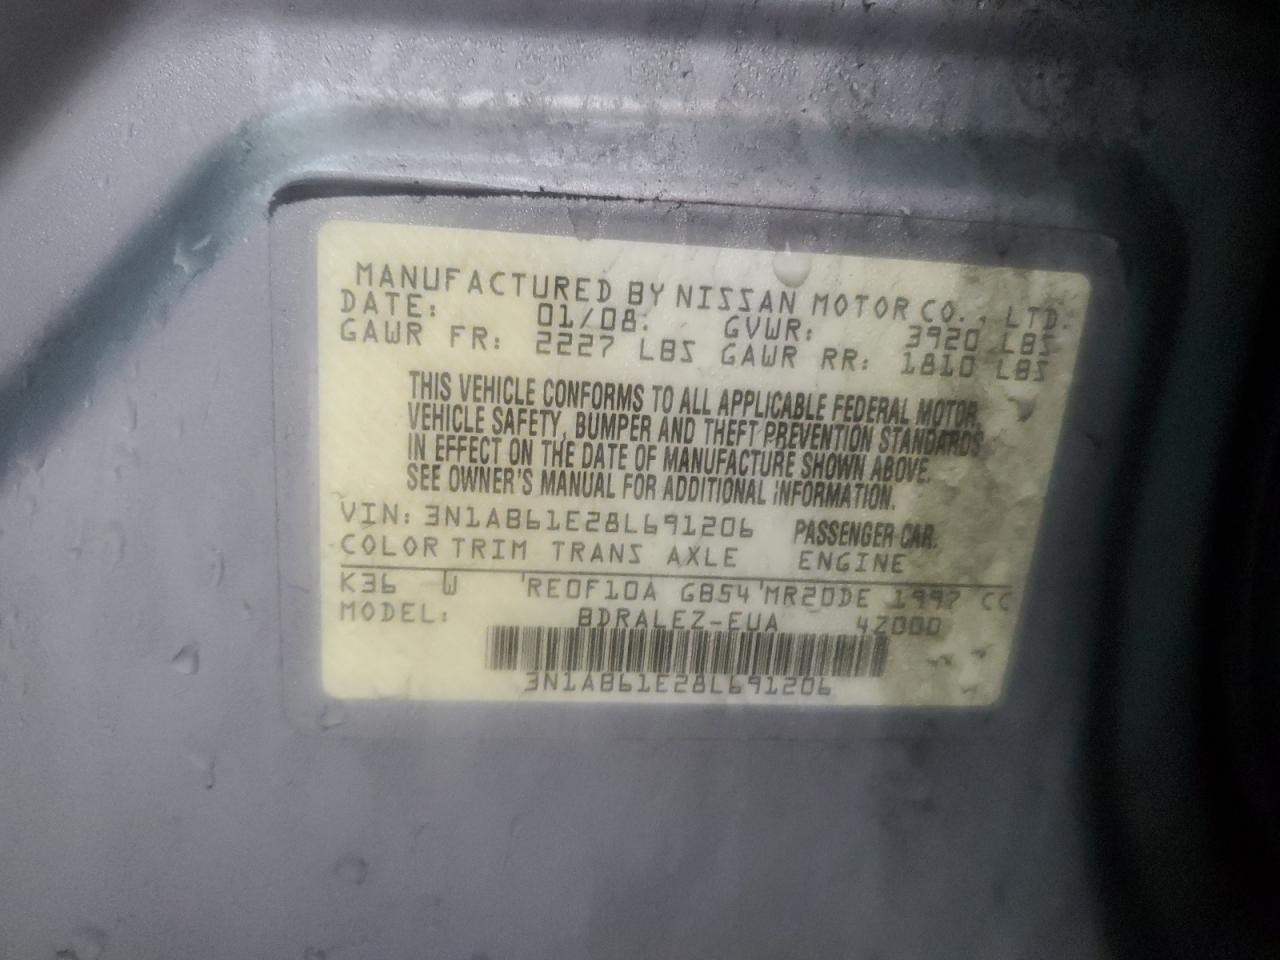 MANUFACTURED BY NISSAN MOTOR CO., LTD.
DATE: 01/08. GVWR: 3920 LBS
GAWR FR: 2227 LBS GAWR RR: 1810 LBS
THIS VEHICLE CONFORMS TO ALL APPLICABLE FEDERAL MOTOR
VEHICLE SAFETY, BUMPER AND THEFT PREVENTION STANDARDS
IN EFFECT ON THE DATE OF MANUFACTURE SHOWN ABOVE.
SEE OWNER'S MANUAL FOR ADDITIONAL INFORMATION.
VIN: 3N1AB61E28L691206 PASSENGER CAR.
COLOR TRIM TRANS AXLE ENGINE
K36 W 'RE0F10A GB54'MR20DE 1997 CC
MODEL: BDRALEZ-EUA 4Z000
3N1AB61E28L691206